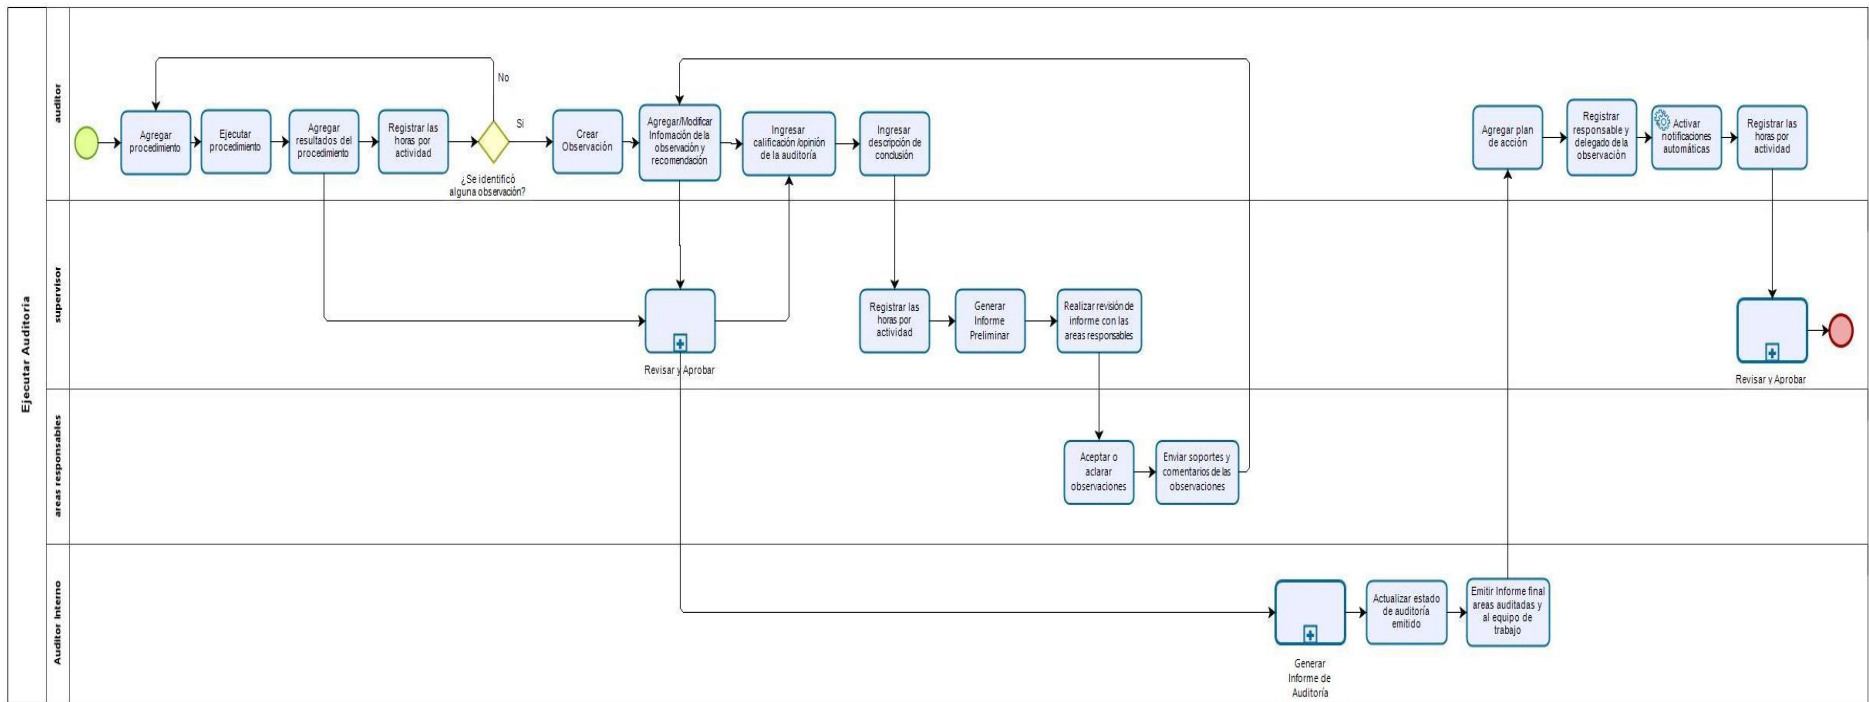 Ejecutar Auditoria
auditor
Agregar
procedimiento
Ejecutar
procedimiento
Agregar
resultados del
procedimiento
Registrar las
horas por
actividad
No
Si
¿Se identificó
alguna observación?
Crear
Observación
Agregar/Modificar
Infomación de la
observación y
recomendación
Ingresar
calificación /opinión
de la auditoría
Ingresar
descripción de
conclusión
Agregar plan
de acción
Registrar
responsable y
delegado de la
observación
Activar
notificaciones
automáticas
Registrar las
horas por
actividad
supervisor
Revisar y Aprobar
Registrar las
horas por
actividad
Generar
Informe
Preliminar
Realizar revisión de
informe con las
areas responsables
Revisar y Aprobar
areas responsables
Aceptar o
aclarar
observaciones
Enviar soportes y
comentarios de las
observaciones
Auditor Interno
Generar
Informe de
Auditoría
Actualizar estado
de auditoría
emitido
Emitir Informe final
areas auditadas y
al equipo de
trabajo